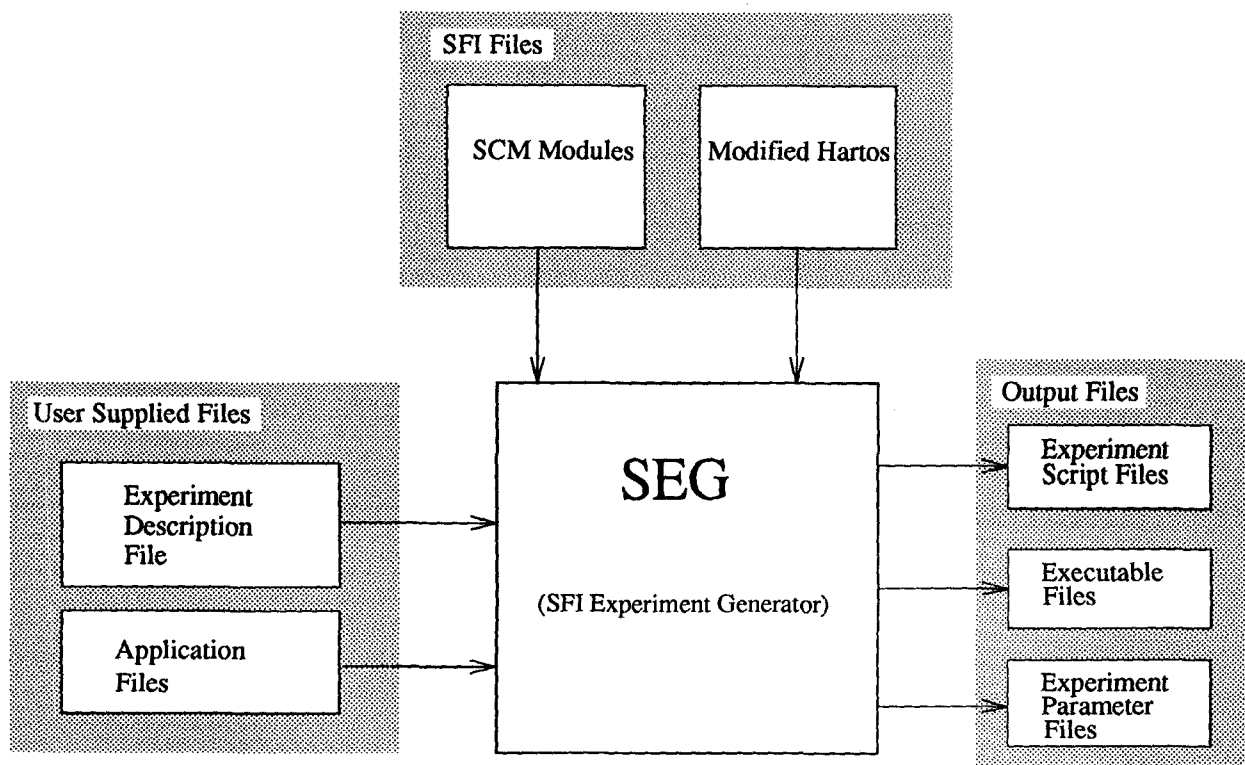 SFI Files
SCM Modules
Modified Hartos
User Supplied Files
Experiment
Description
File
Application
Files
SEG
(SFI Experiment Generator)
Output Files
Experiment
Script Files
Executable
Files
Experiment
Parameter
Files